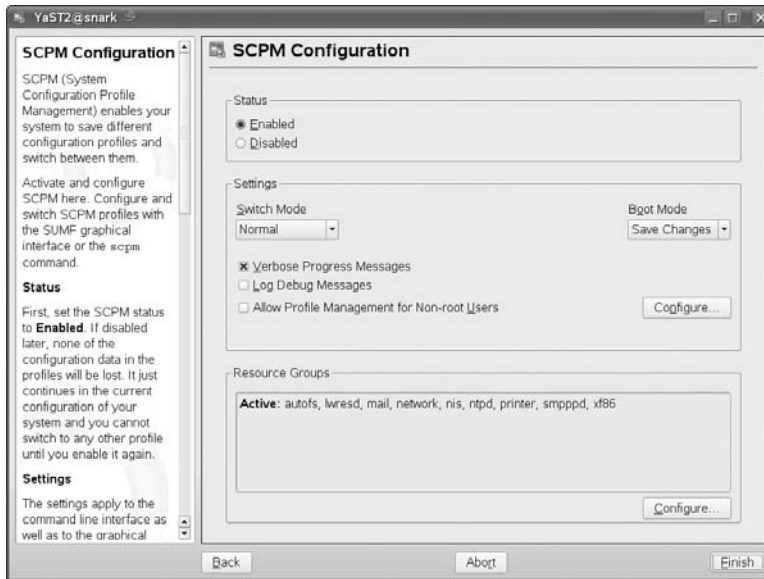 YaST2@snark
SCPM Configuration
SCPM (System
Configuration Profile
Management) enables your
system to save different
configuration profiles and
switch between them.
Activate and configure
SCPM here. Configure and
switch SCPM profiles with
the SUMF graphical
interface or the scpm
command.
Status
First, set the SCPM status
to Enabled. If disabled
later, none of the
configuration data in the
profiles will be lost. It just
continues in the current
configuration of your
system and you cannot
switch to any other profile
until you enable it again.
Settings
The settings apply to the
command line interface as
well as to the graphical
SCPM Configuration
Status
Enabled
Disabled
Settings
Switch Mode
Normal
Boot Mode
Save Changes
Verbose Progress Messages
Log Debug Messages
Allow Profile Management for Non-root Users
Configure...
Resource Groups
Active: autofs, lwresd, mail, network, nis, ntpd, printer, smpppd, xf86
Configure...
Back
Abort
Finish